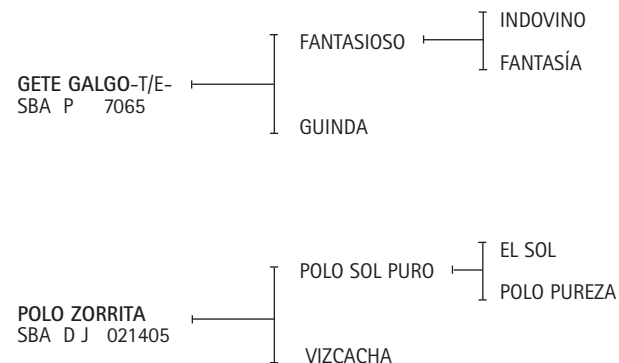 INDOVINO
FANTASIOSO
FANTASÍA
GETE GALGO-T/E-
SBA P 7065
GUINDA
EL SOL
POLO SOL PURO
POLO PUREZA
POLO ZORRITA
SBA D J 021405
VIZCACHA